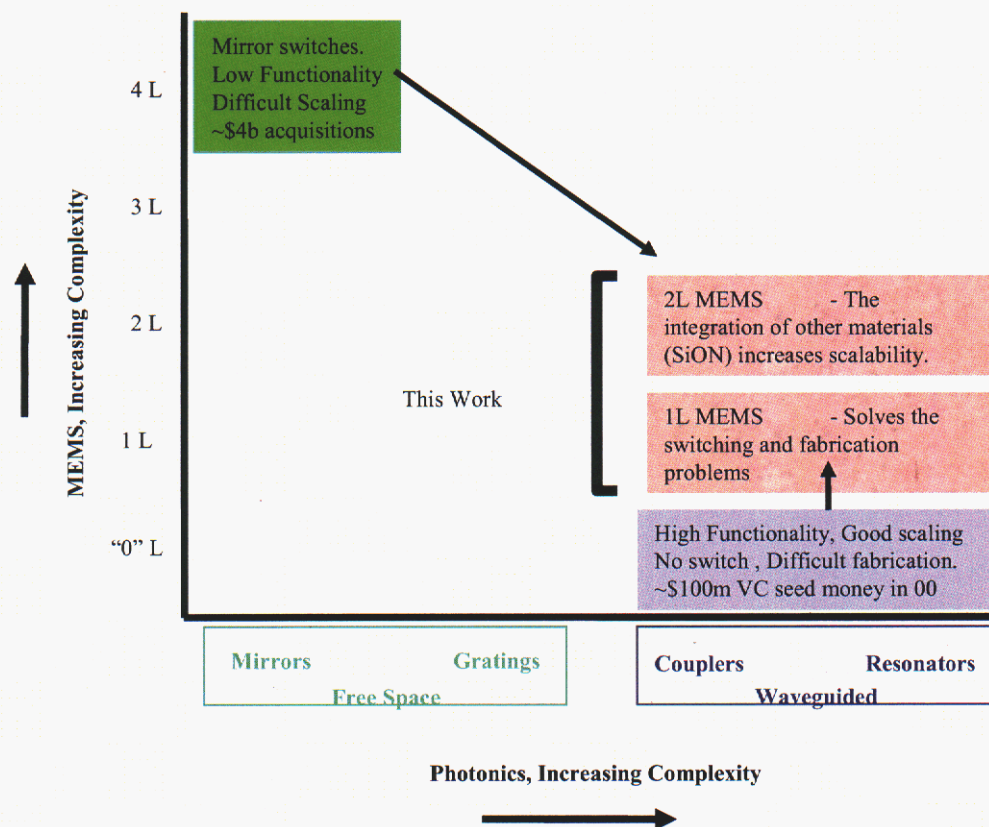 Mirror switches.
Low Functionality
Difficult Scaling
~$4b acquisitions
4 L
3 L
2 L
1 L
“0” L
MEMS, Increasing Complexity
2L MEMS - The
integration of other materials
(SiON) increases scalability.
This Work
1L MEMS - Solves the
switching and fabrication
problems
High Functionality, Good scaling
No switch , Difficult fabrication.
~$100m VC seed money in 00
Mirrors Gratings
Free Space
Couplers Resonators
Waveguided
Photonics, Increasing Complexity